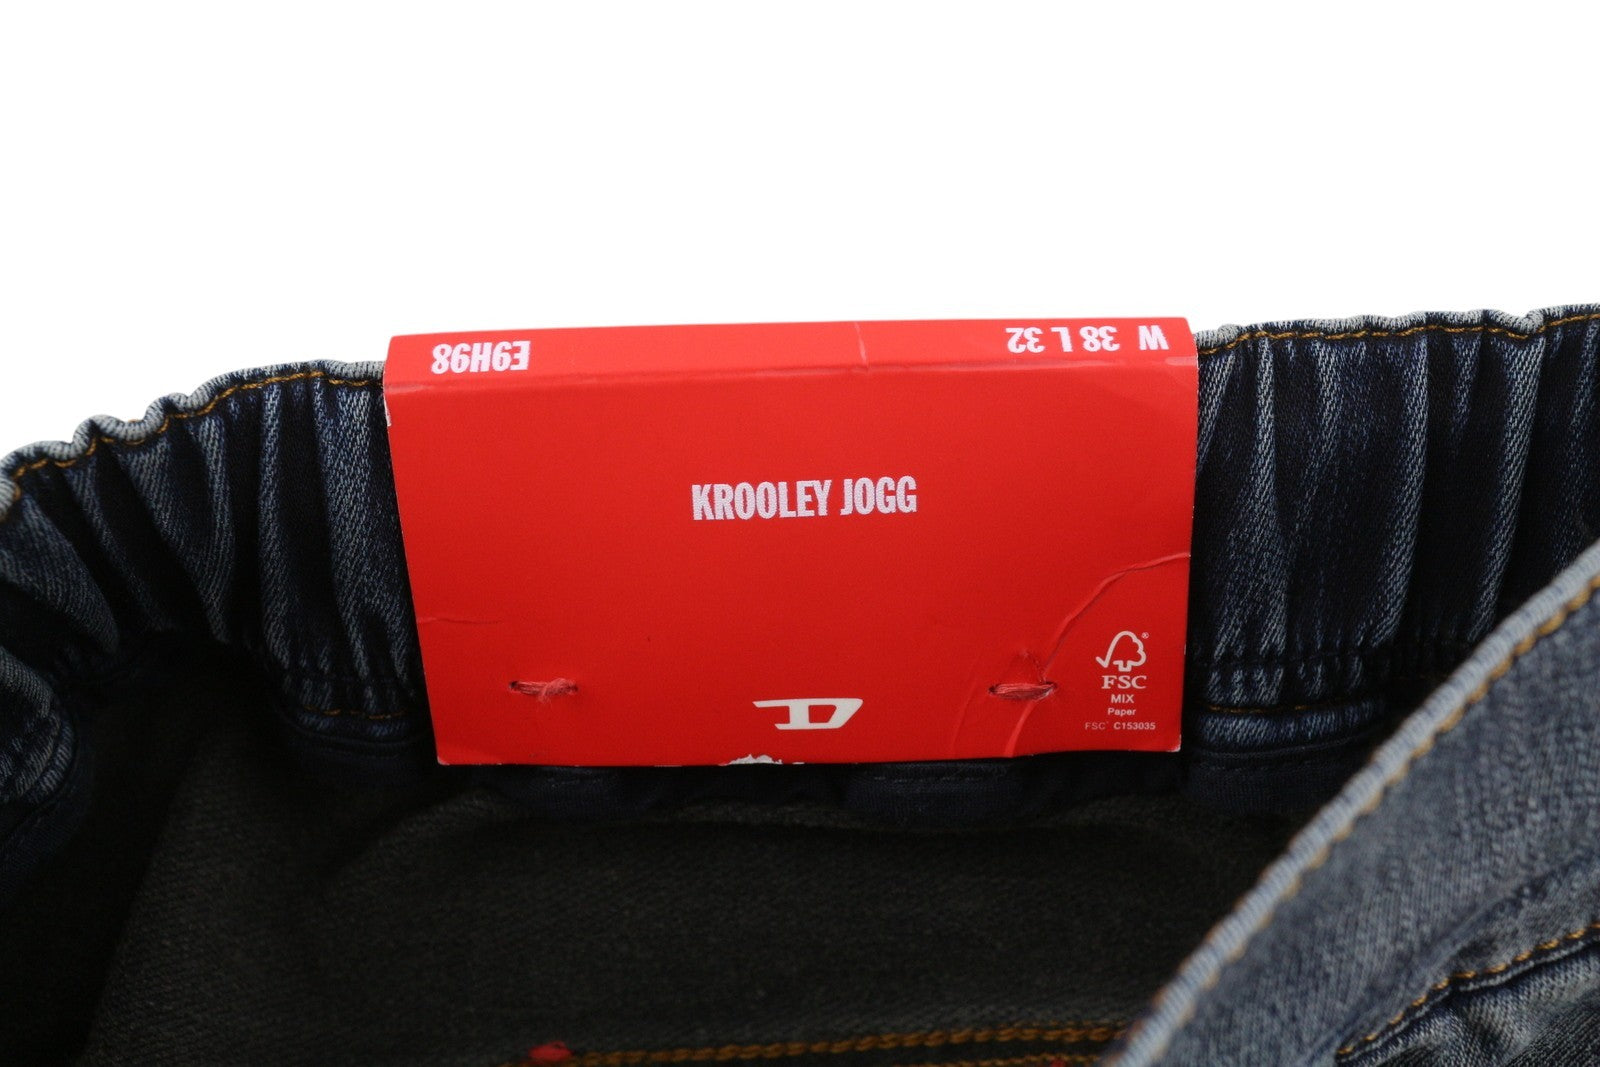 W 38 L 32
E9H98
KROOLEY JOGG
D
FSC®
MIX
Paper
FSC® C153035